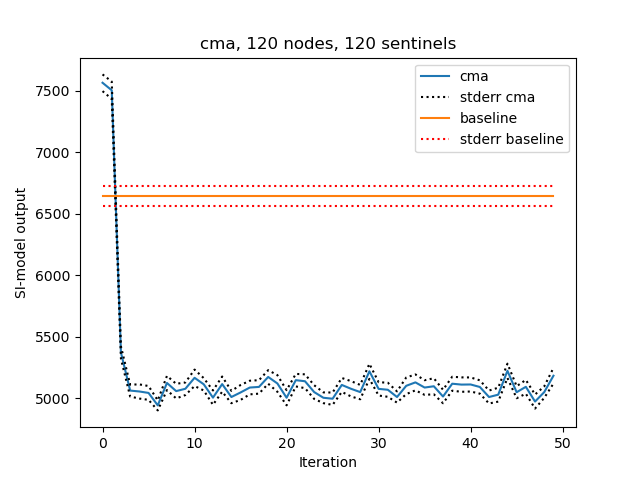 cma, 120 nodes, 120 sentinels
cma
stderr cma
baseline
stderr baseline
SI-model output
7500
7000
6500
6000
5500
5000
0 10 20 30 40 50
Iteration